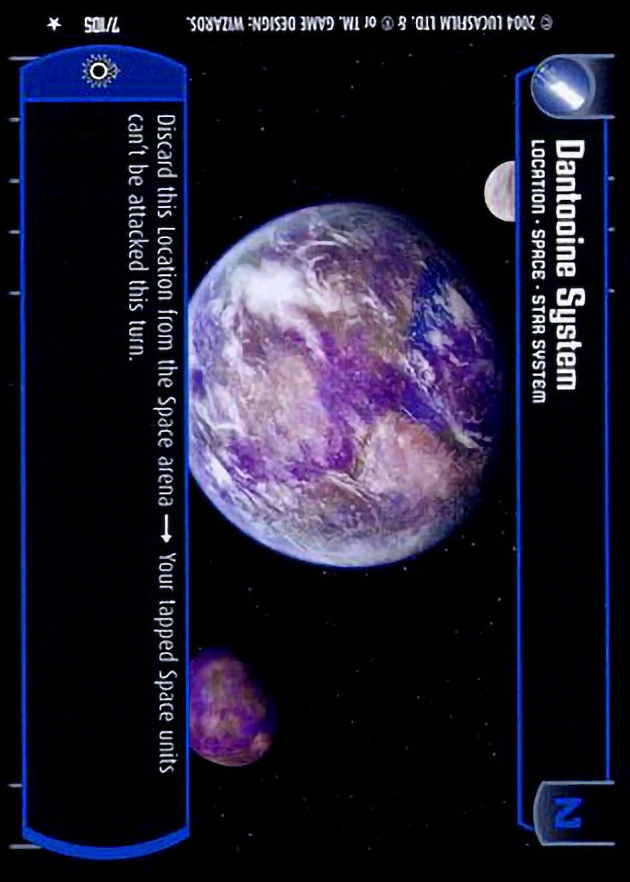 Dantooine System
LOCATION · SPACE · STAR SYSTEM
N
Discard this Location from the Space arena → Your tapped Space units
can't be attacked this turn.
© 2004 LUCASFILM LTD. & ® or TM. GAME DESIGN: WIZARDS.
7/105 ★